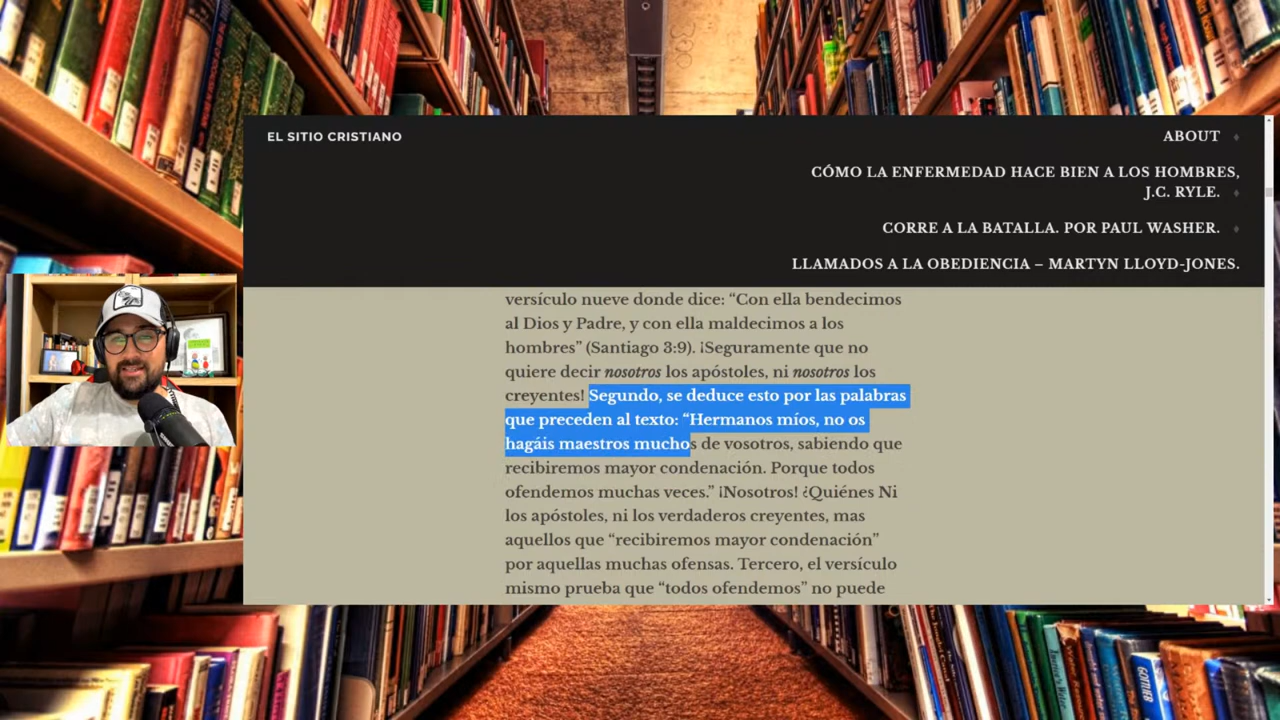 EL SITIO CRISTIANO
ABOUT
CÓMO LA ENFERMEDAD HACE BIEN A LOS HOMBRES,
J.C. RYLE.
CORRE A LA BATALLA. POR PAUL WASHER.
LLAMADOS A LA OBEDIENCIA – MARTYN LLOYD-JONES.
versículo nueve donde dice: “Con ella bendecimos
al Dios y Padre, y con ella maldecimos a los
hombres” (Santiago 3:9). ¡Seguramente que no
quiere decir nosotros los apóstoles, ni nosotros los
creyentes! Segundo, se deduce esto por las palabras
que preceden al texto: “Hermanos míos, no os
hagáis maestros muchos de vosotros, sabiendo que
recibiremos mayor condenación. Porque todos
ofendemos muchas veces.” ¡Nosotros! ¿Quiénes Ni
los apóstoles, ni los verdaderos creyentes, mas
aquellos que “recibiremos mayor condenación”
por aquellas muchas ofensas. Tercero, el versículo
mismo prueba que “todos ofendemos” no puede